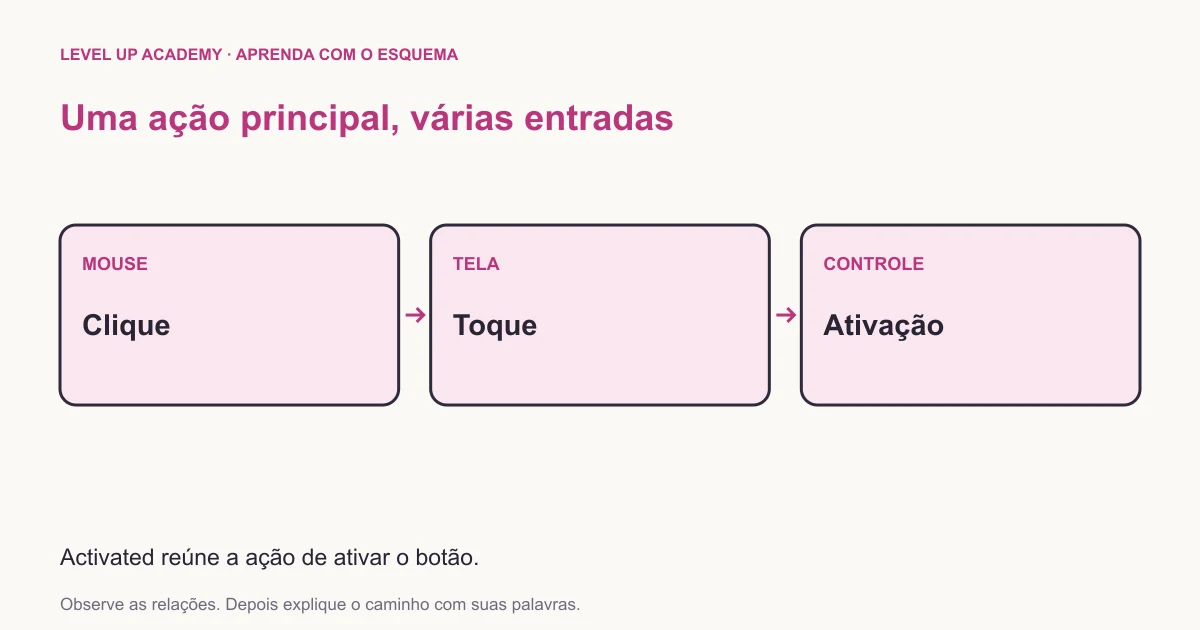 LEVEL UP ACADEMY · APRENDA COM O ESQUEMA
Uma ação principal, várias entradas
MOUSE
Clique
TELA
Toque
CONTROLE
Ativação
Activated reúne a ação de ativar o botão.
Observe as relações. Depois explique o caminho com suas palavras.